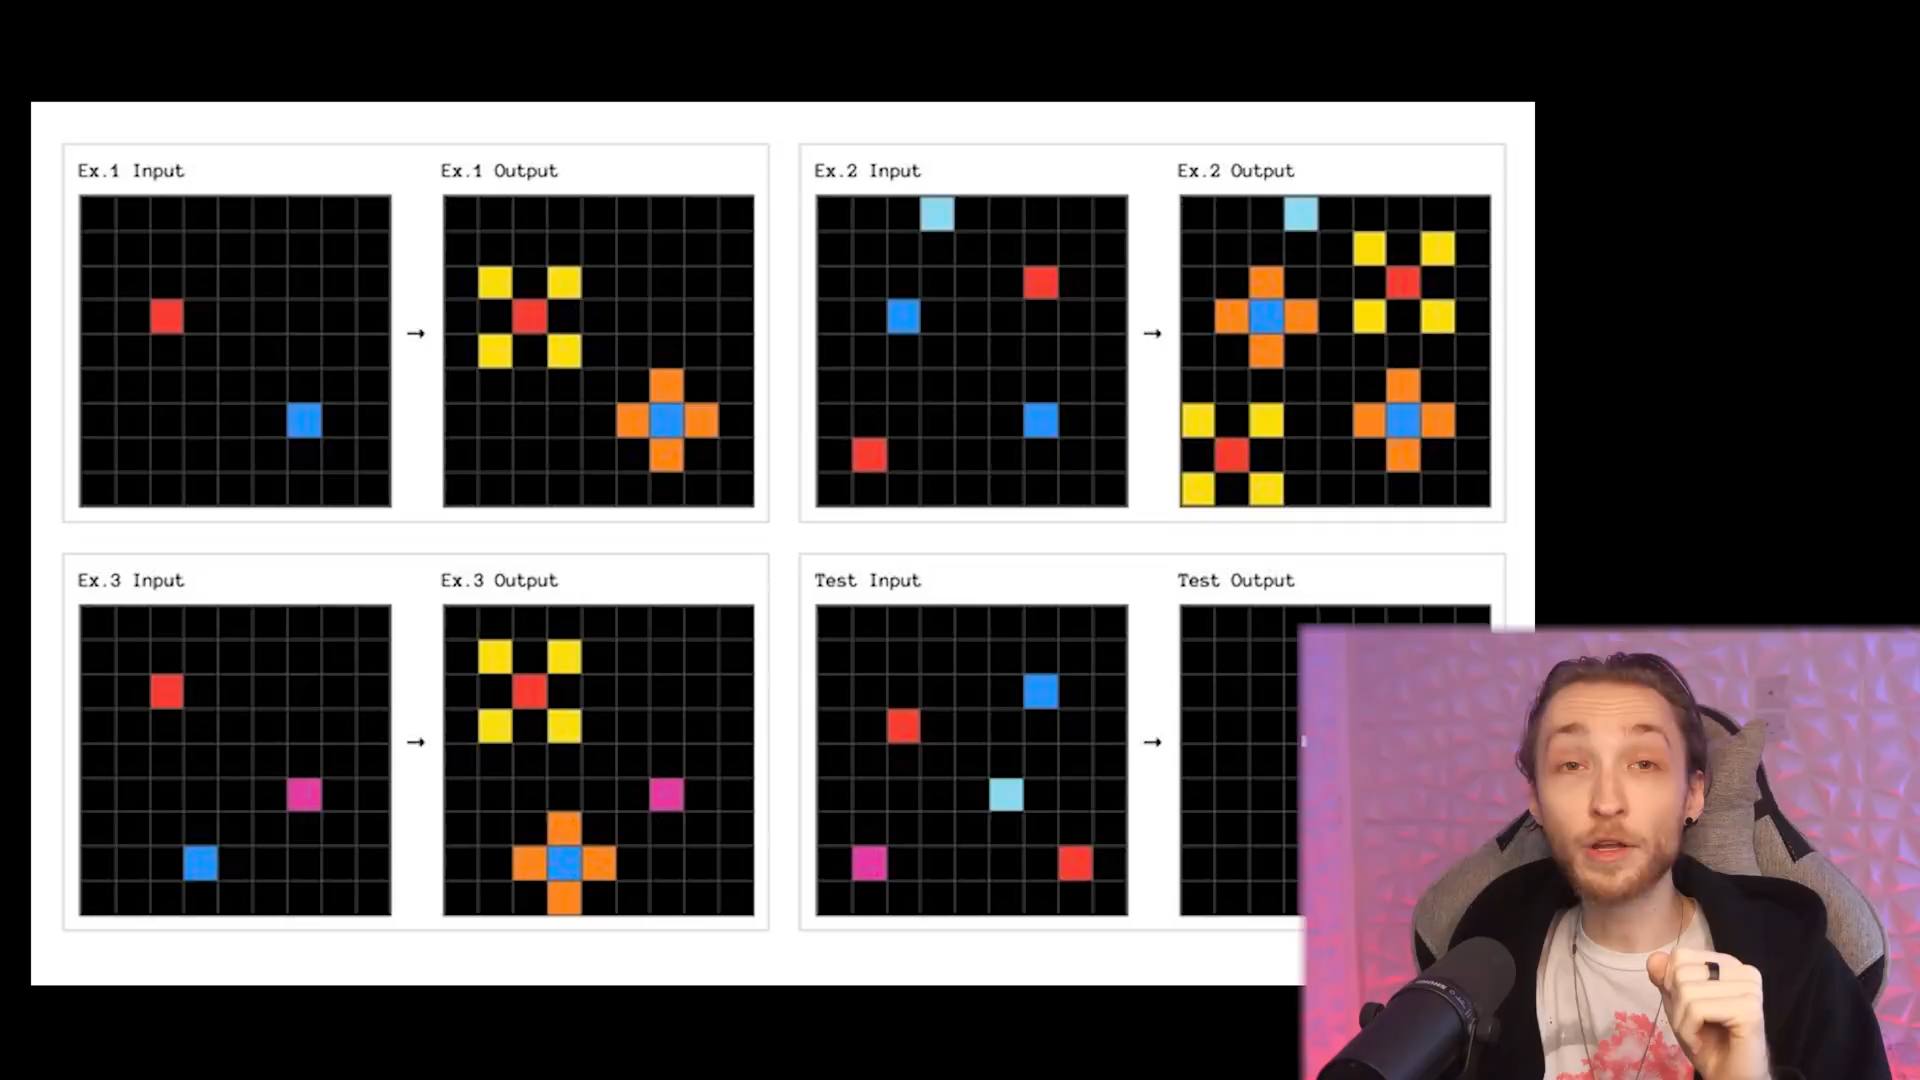 Ex.1 Input
Ex.1 Output
→
Ex.2 Input
Ex.2 Output
→
Ex.3 Input
Ex.3 Output
→
Test Input
Test Output
→